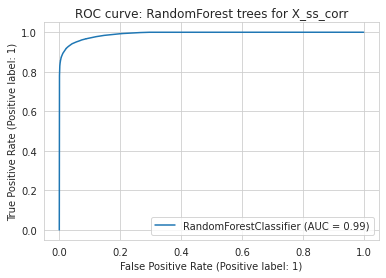 ROC curve: RandomForest trees for X_ss_corr
True Positive Rate (Positive label: 1)
1.0
0.8
0.6
0.4
0.2
0.0
RandomForestClassifier (AUC = 0.99)
0.0 0.2 0.4 0.6 0.8 1.0
False Positive Rate (Positive label: 1)